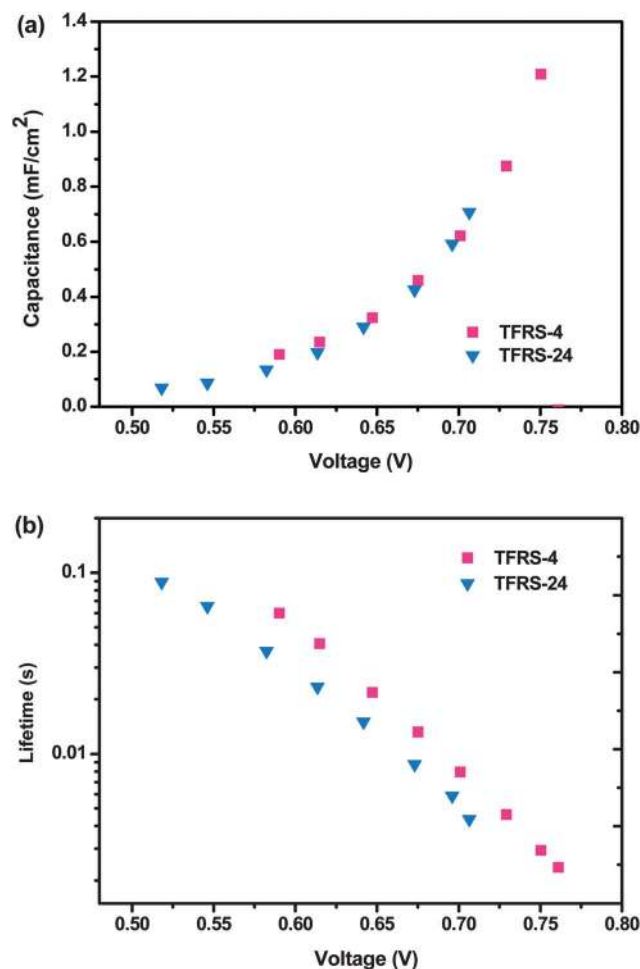 (a)
1.4
1.2
1.0
0.8
0.6
0.4
0.2
0.0
Capacitance (mF/cm2)
TFRS-4
TFRS-24
0.50 0.55 0.60 0.65 0.70 0.75 0.80
Voltage (V)
(b)
0.1
0.01
Lifetime (s)
TFRS-4
TFRS-24
0.50 0.55 0.60 0.65 0.70 0.75 0.80
Voltage (V)